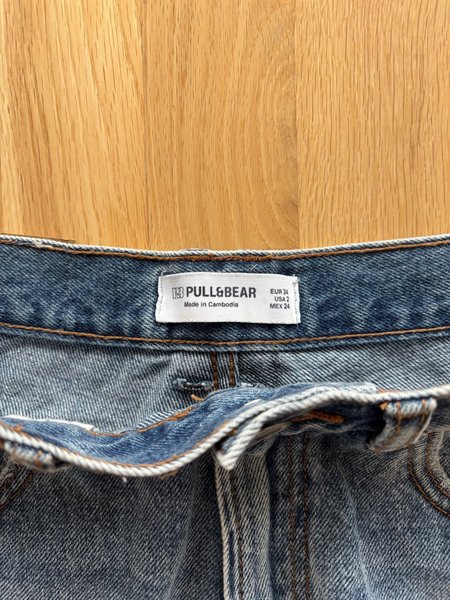 PULL&BEAR
Made in Cambodia
EUR 34
USA 2
MEX 24